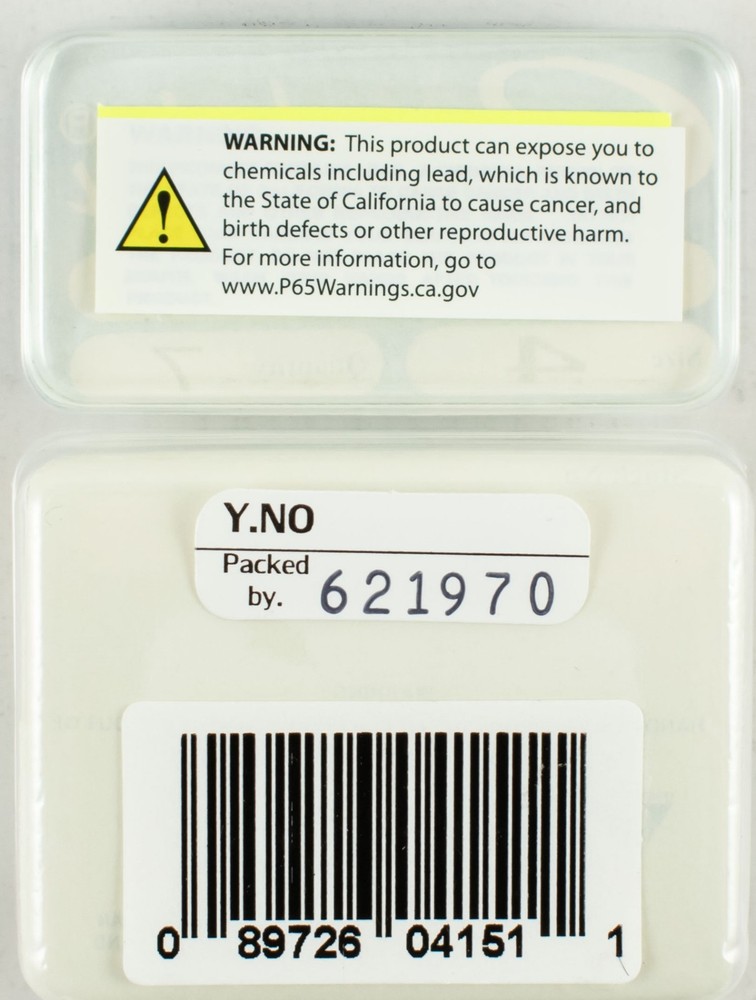 WARNING: This product can expose you to
chemicals including lead, which is known to
the State of California to cause cancer, and
birth defects or other reproductive harm.
For more information, go to
www.P65Warnings.ca.gov
Y.NO
Packed
by. 621970
0 89726 04151 1